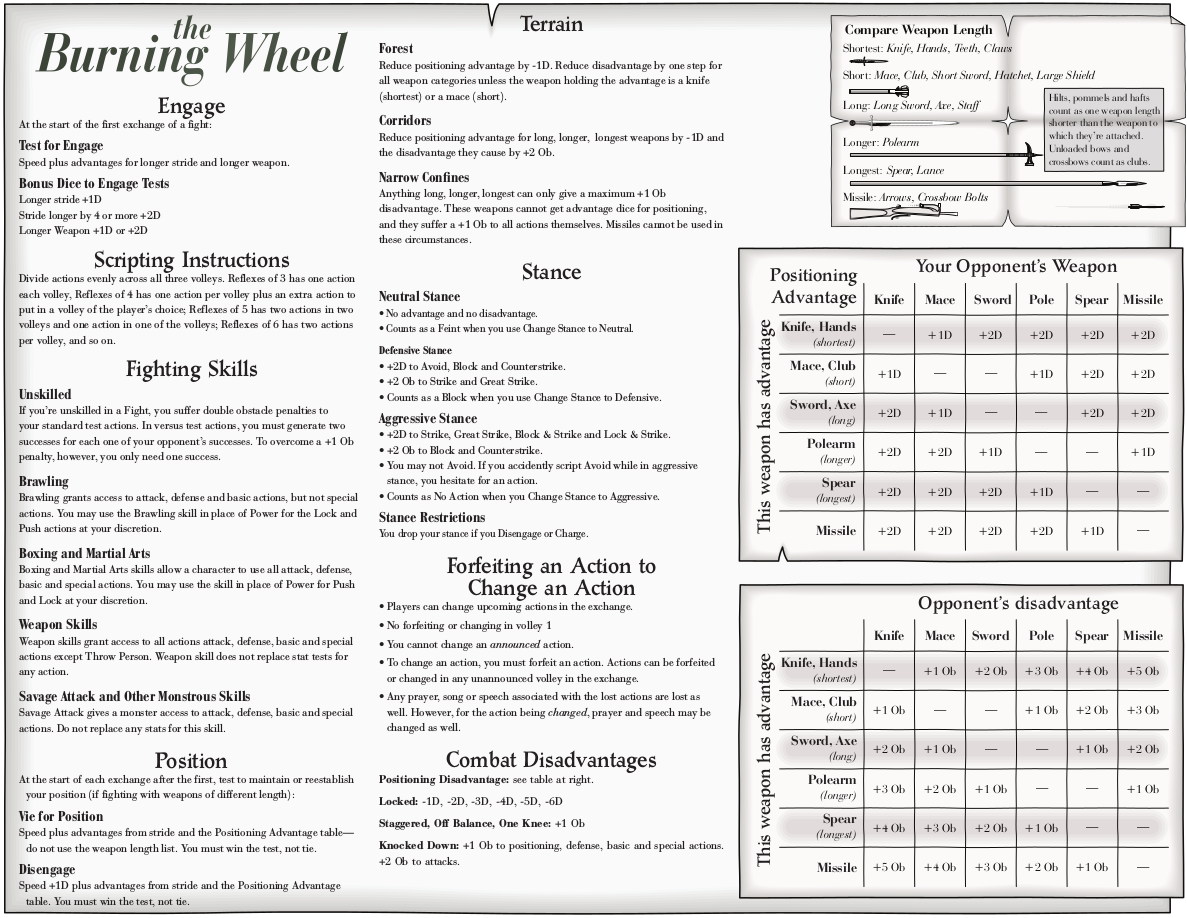 the
Burning Wheel
Engage
At the start of the first exchange of a fight:
Test for Engage
Speed plus advantages for longer stride and longer weapon.
Bonus Dice to Engage Tests
Longer stride +1D
Stride longer by 4 or more +2D
Longer Weapon +1D or +2D
Scripting Instructions
Divide actions evenly across all three volleys. Reflexes of 3 has one action
each volley, Reflexes of 4 has one action per volley plus an extra action to
put in a volley of the player's choice; Reflexes of 5 has two actions in two
volleys and one action in one of the volleys; Reflexes of 6 has two actions
per volley, and so on.
Fighting Skills
Unskilled
If you're unskilled in a Fight, you suffer double obstacle penalties to
your standard test actions. In versus test actions, you must generate two
successes for each one of your opponent's successes. To overcome a +1 Ob
penalty, however, you only need one success.
Brawling
Brawling grants access to attack, defense and basic actions, but not special
actions. You may use the Brawling skill in place of Power for the Lock and
Push actions at your discretion.
Boxing and Martial Arts
Boxing and Martial Arts skills allow a character to use all attack, defense,
basic and special actions. You may use the skill in place of Power for Push
and Lock at your discretion.
Weapon Skills
Weapon skills grant access to all actions attack, defense, basic and special
actions except Throw Person. Weapon skill does not replace stat tests for
any action.
Savage Attack and Other Monstrous Skills
Savage Attack gives a monster access to attack, defense, basic and special
actions. Do not replace any stats for this skill.
Position
At the start of each exchange after the first, test to maintain or reestablish
your position (if fighting with weapons of different length):
Vie for Position
Speed plus advantages from stride and the Positioning Advantage table—
do not use the weapon length list. You must win the test, not tie.
Disengage
Speed +1D plus advantages from stride and the Positioning Advantage
table. You must win the test, not tie.
Terrain
Forest
Reduce positioning advantage by -1D. Reduce disadvantage by one step for
all weapon categories unless the weapon holding the advantage is a knife
(shortest) or a mace (short).
Corridors
Reduce positioning advantage for long, longer, longest weapons by -1D and
the disadvantage they cause by +2 Ob.
Narrow Confines
Anything long, longer, longest can only give a maximum +1 Ob
disadvantage. These weapons cannot get advantage dice for positioning,
and they suffer a +1 Ob to all actions themselves. Missiles cannot be used in
these circumstances.
Stance
Neutral Stance
• No advantage and no disadvantage.
• Counts as a Feint when you use Change Stance to Neutral.
Defensive Stance
• +2D to Avoid, Block and Counterstrike.
• +2 Ob to Strike and Great Strike.
• Counts as a Block when you use Change Stance to Defensive.
Aggressive Stance
• +2D to Strike, Great Strike, Block & Strike and Lock & Strike.
• +2 Ob to Block and Counterstrike.
• You may not Avoid. If you accidently script Avoid while in aggressive
stance, you hesitate for an action.
• Counts as No Action when you Change Stance to Aggressive.
Stance Restrictions
You drop your stance if you Disengage or Charge.
Forfeiting an Action to
Change an Action
• Players can change upcoming actions in the exchange.
• No forfeiting or changing in volley 1
• You cannot change an announced action.
• To change an action, you must forfeit an action. Actions can be forfeited
or changed in any unannounced volley in the exchange.
• Any prayer, song or speech associated with the lost actions are lost as
well. However, for the action being changed, prayer and speech may be
changed as well.
Combat Disadvantages
Positioning Disadvantage: see table at right.
Locked: -1D, -2D, -3D, -4D, -5D, -6D
Staggered, Off Balance, One Knee: +1 Ob
Knocked Down: +1 Ob to positioning, defense, basic and special actions.
+2 Ob to attacks.
Compare Weapon Length
Shortest: Knife, Hands, Teeth, Claws
Short: Mace, Club, Short Sword, Hatchet, Large Shield
Long: Long Sword, Axe, Staff
Longer: Polearm
Longest: Spear, Lance
Missile: Arrows, Crossbow Bolts
Hilts, pommels and hafts
count as one weapon length
shorter than the weapon to
which they're attached.
Unloaded bows and
crossbows count as clubs.
Positioning
Advantage
Your Opponent's Weapon
Knife Mace Sword Pole Spear Missile
This weapon has advantage
Knife, Hands — +1D +2D +2D +2D +2D
(shortest)
Mace, Club +1D — — +1D +2D +2D
(short)
Sword, Axe +2D +1D — — +2D +2D
(long)
Polearm +2D +2D +1D — — +1D
(longer)
Spear +2D +2D +2D +1D — —
(longest)
Missile +2D +2D +2D +2D +1D —
Opponent's disadvantage
Knife Mace Sword Pole Spear Missile
This weapon has advantage
Knife, Hands — +1 Ob +2 Ob +3 Ob +4 Ob +5 Ob
(shortest)
Mace, Club +1 Ob — — +1 Ob +2 Ob +3 Ob
(short)
Sword, Axe +2 Ob +1 Ob — — +1 Ob +2 Ob
(long)
Polearm +3 Ob +2 Ob +1 Ob — — +1 Ob
(longer)
Spear +4 Ob +3 Ob +2 Ob +1 Ob — —
(longest)
Missile +5 Ob +4 Ob +3 Ob +2 Ob +1 Ob —